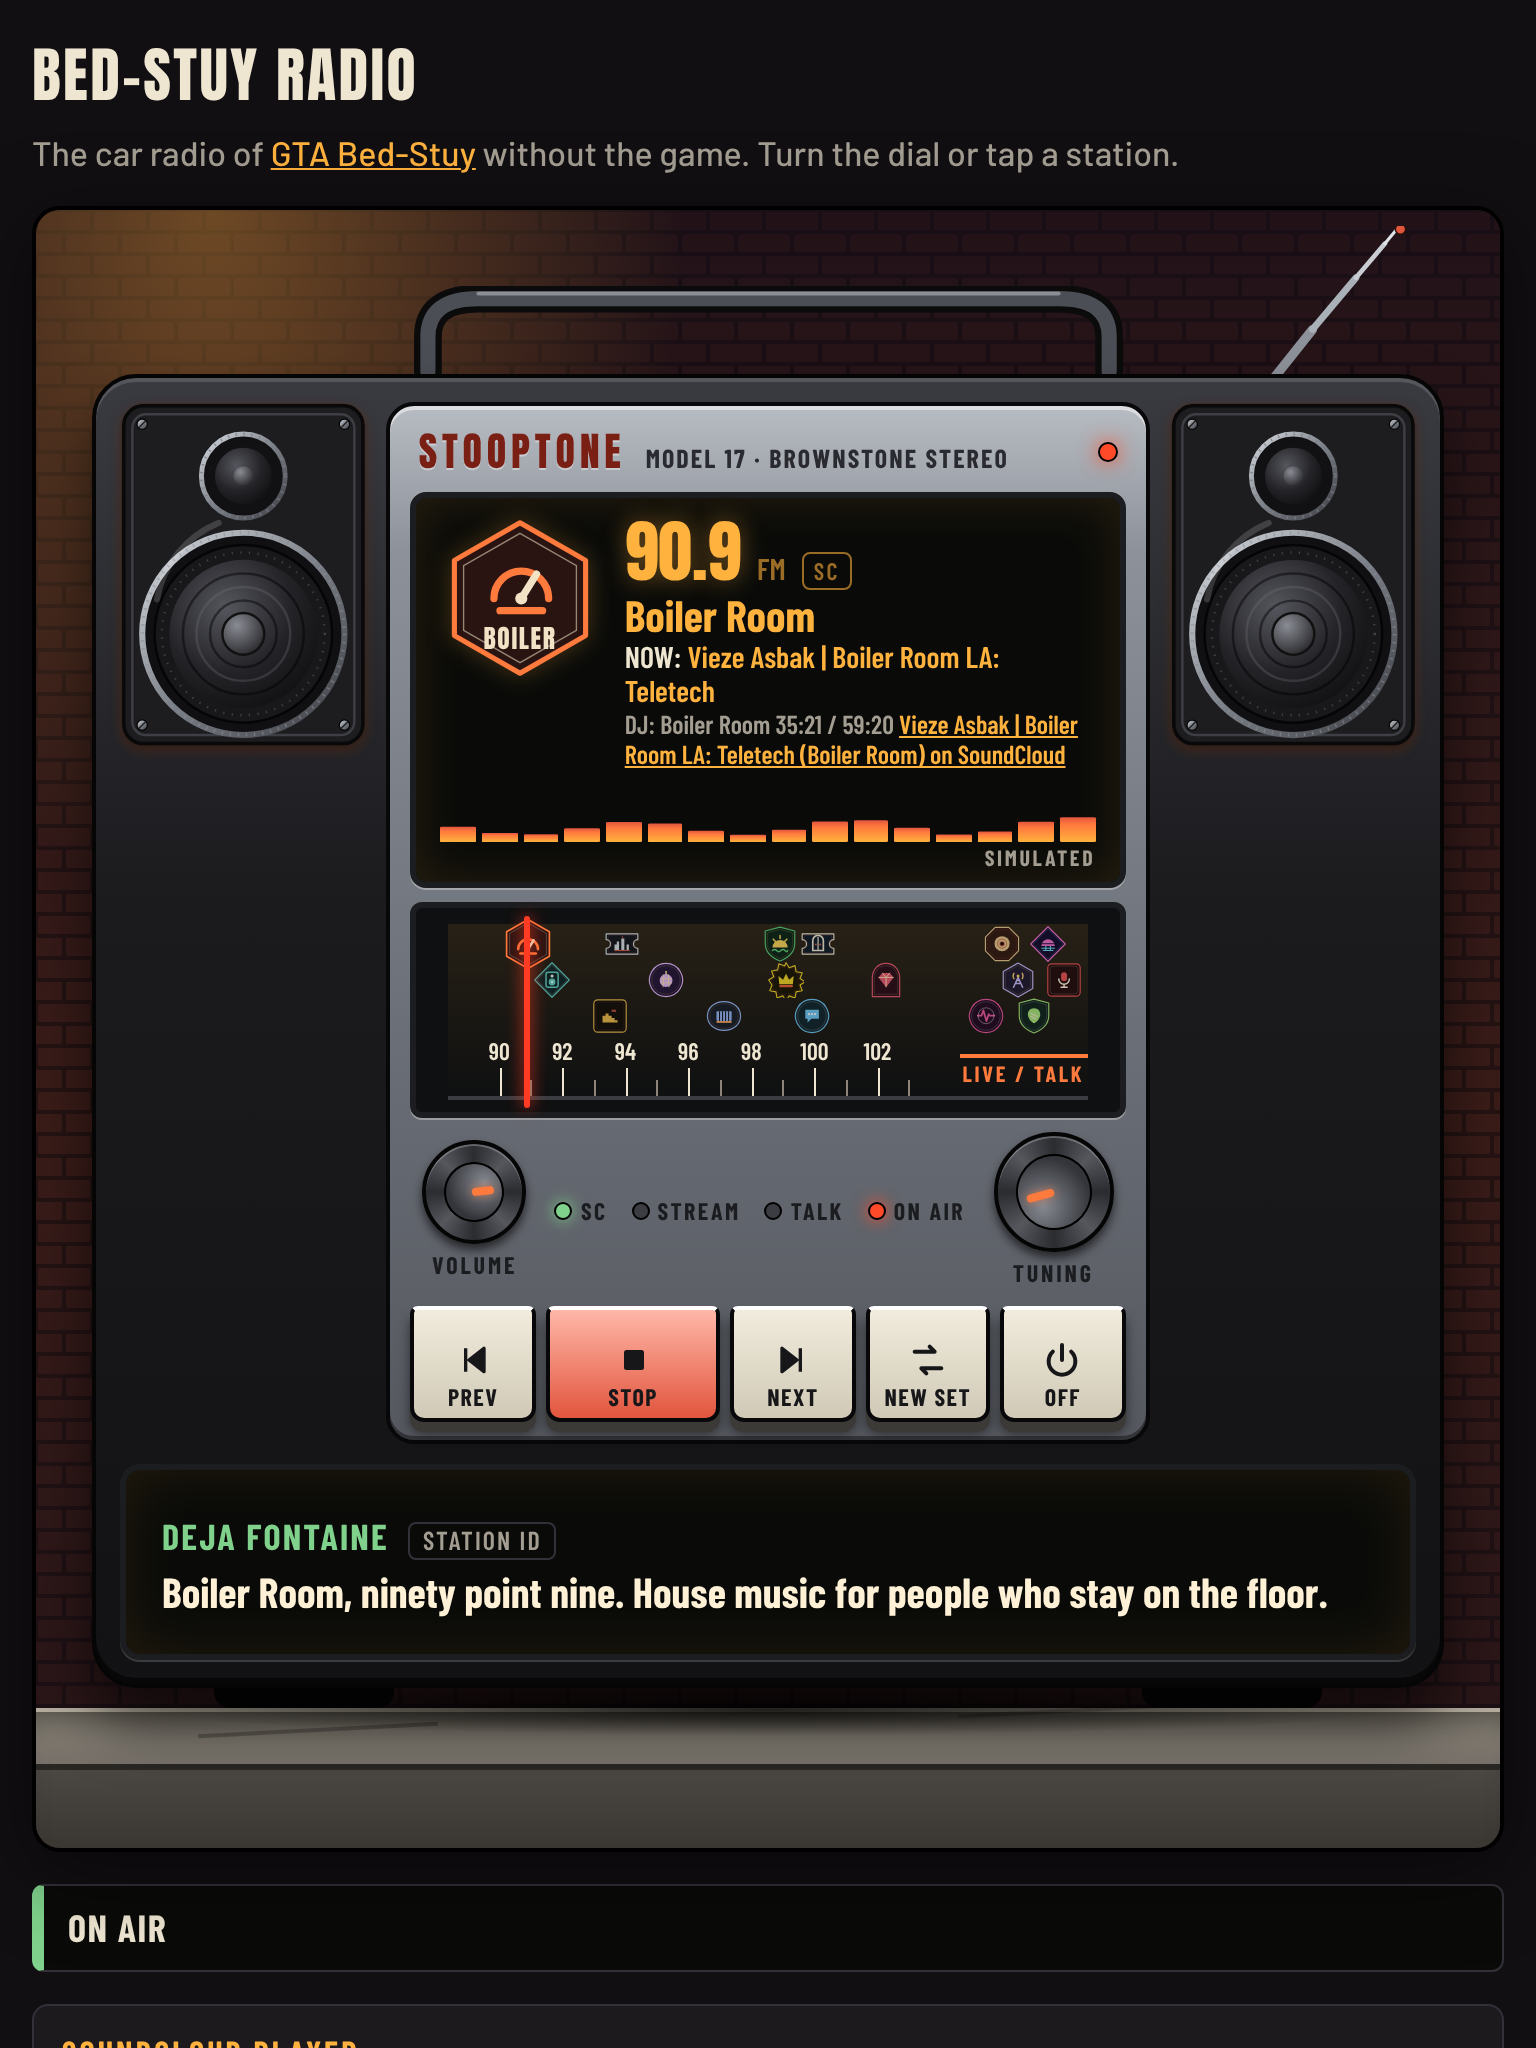 BED-STUY RADIO
The car radio of GTA Bed-Stuy without the game. Turn the dial or tap a station.
STOOPTONE MODEL 17 · BROWNSTONE STEREO
BOILER
90.9 FM SC
Boiler Room
NOW: Vieze Asbak | Boiler Room LA:
Teletech
DJ: Boiler Room 35:21 / 59:20 Vieze Asbak | Boiler
Room LA: Teletech (Boiler Room) on SoundCloud
SIMULATED
90 92 94 96 98 100 102
LIVE / TALK
SC STREAM TALK ON AIR
VOLUME
TUNING
PREV STOP NEXT NEW SET OFF
DEJA FONTAINE STATION ID
Boiler Room, ninety point nine. House music for people who stay on the floor.
ON AIR
SOUNDCLOUD PLAYER